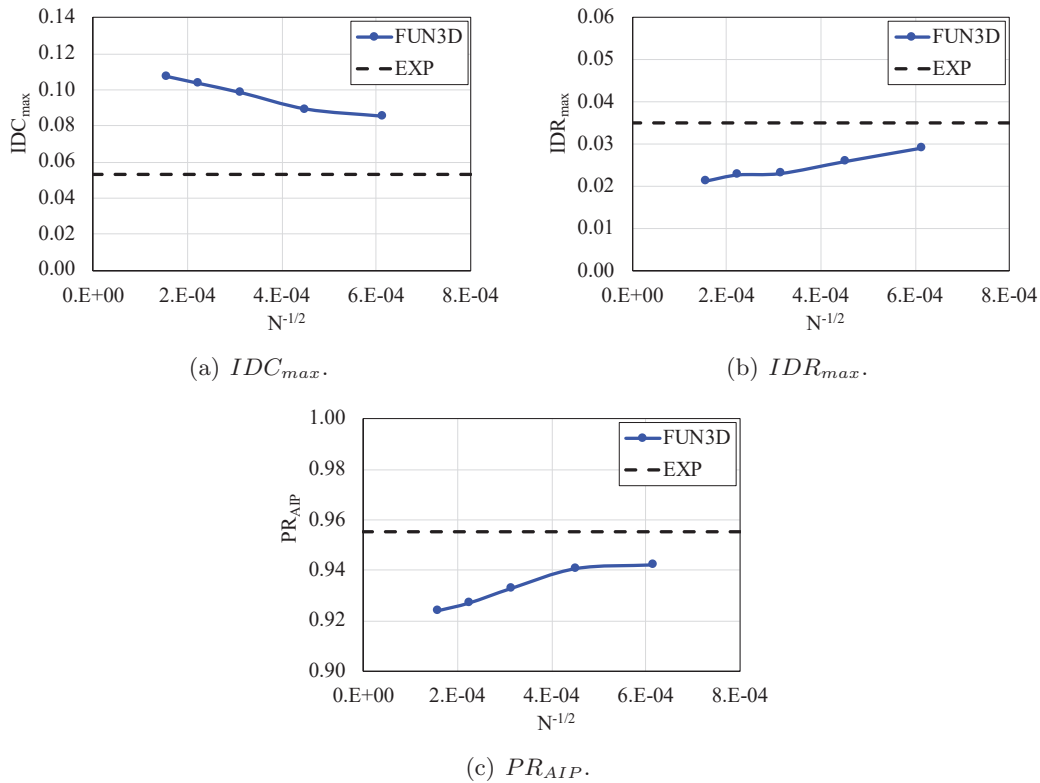 0.14
0.12
0.10
0.08
0.06
0.04
0.02
0.00
IDCmax
FUN3D
EXP
0.E+00 2.E-04 4.E-04 6.E-04 8.E-04
N-1/2
(a) IDCmax.
0.06
0.05
0.04
0.03
0.02
0.01
0.00
IDRmax
FUN3D
EXP
0.E+00 2.E-04 4.E-04 6.E-04 8.E-04
N-1/2
(b) IDRmax.
1.00
0.98
0.96
0.94
0.92
0.90
PRAIP
FUN3D
EXP
0.E+00 2.E-04 4.E-04 6.E-04 8.E-04
N-1/2
(c) PRAIP.